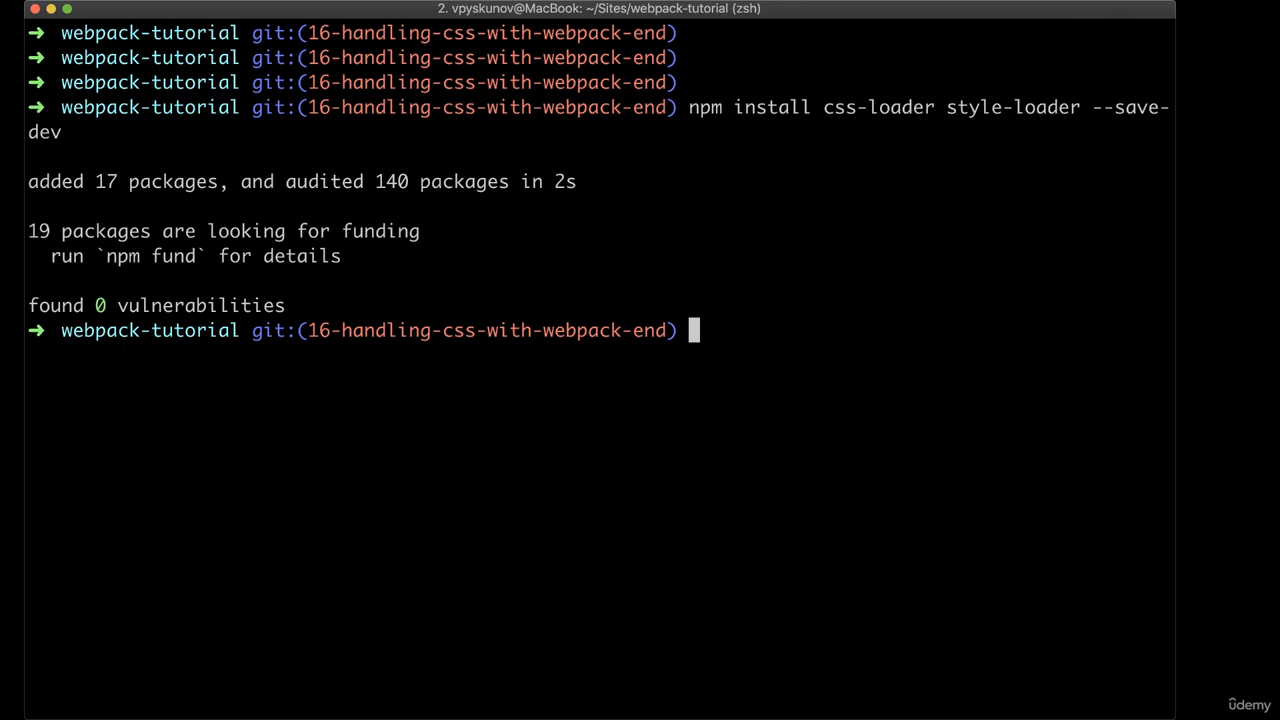 2. vpyskunov@MacBook: ~/Sites/webpack-tutorial (zsh)
➜ webpack-tutorial git:(16-handling-css-with-webpack-end)
➜ webpack-tutorial git:(16-handling-css-with-webpack-end)
➜ webpack-tutorial git:(16-handling-css-with-webpack-end)
➜ webpack-tutorial git:(16-handling-css-with-webpack-end) npm install css-loader style-loader --save-
dev
added 17 packages, and audited 140 packages in 2s
19 packages are looking for funding
run `npm fund` for details
found 0 vulnerabilities
➜ webpack-tutorial git:(16-handling-css-with-webpack-end)
ûdemy